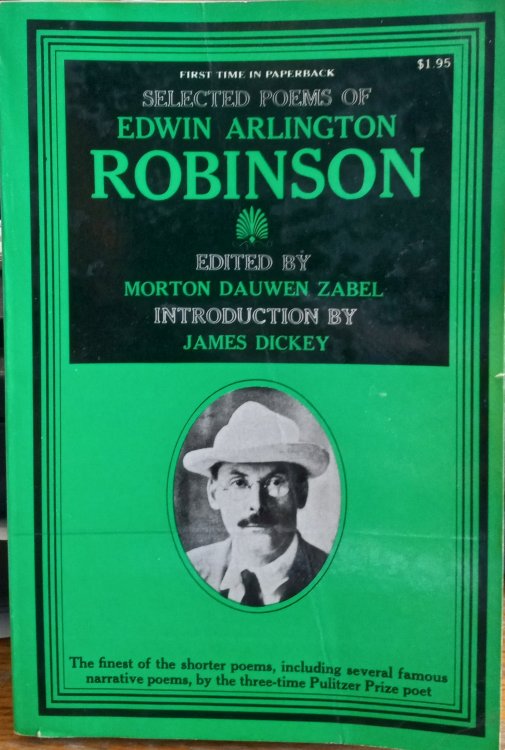 $1.95
FIRST TIME IN PAPERBACK
SELECTED POEMS OF
EDWIN ARLINGTON
ROBINSON
EDITED BY
MORTON DAUWEN ZABEL
INTRODUCTION BY
JAMES DICKEY
The finest of the shorter poems, including several famous
narrative poems, by the three-time Pulitzer Prize poet